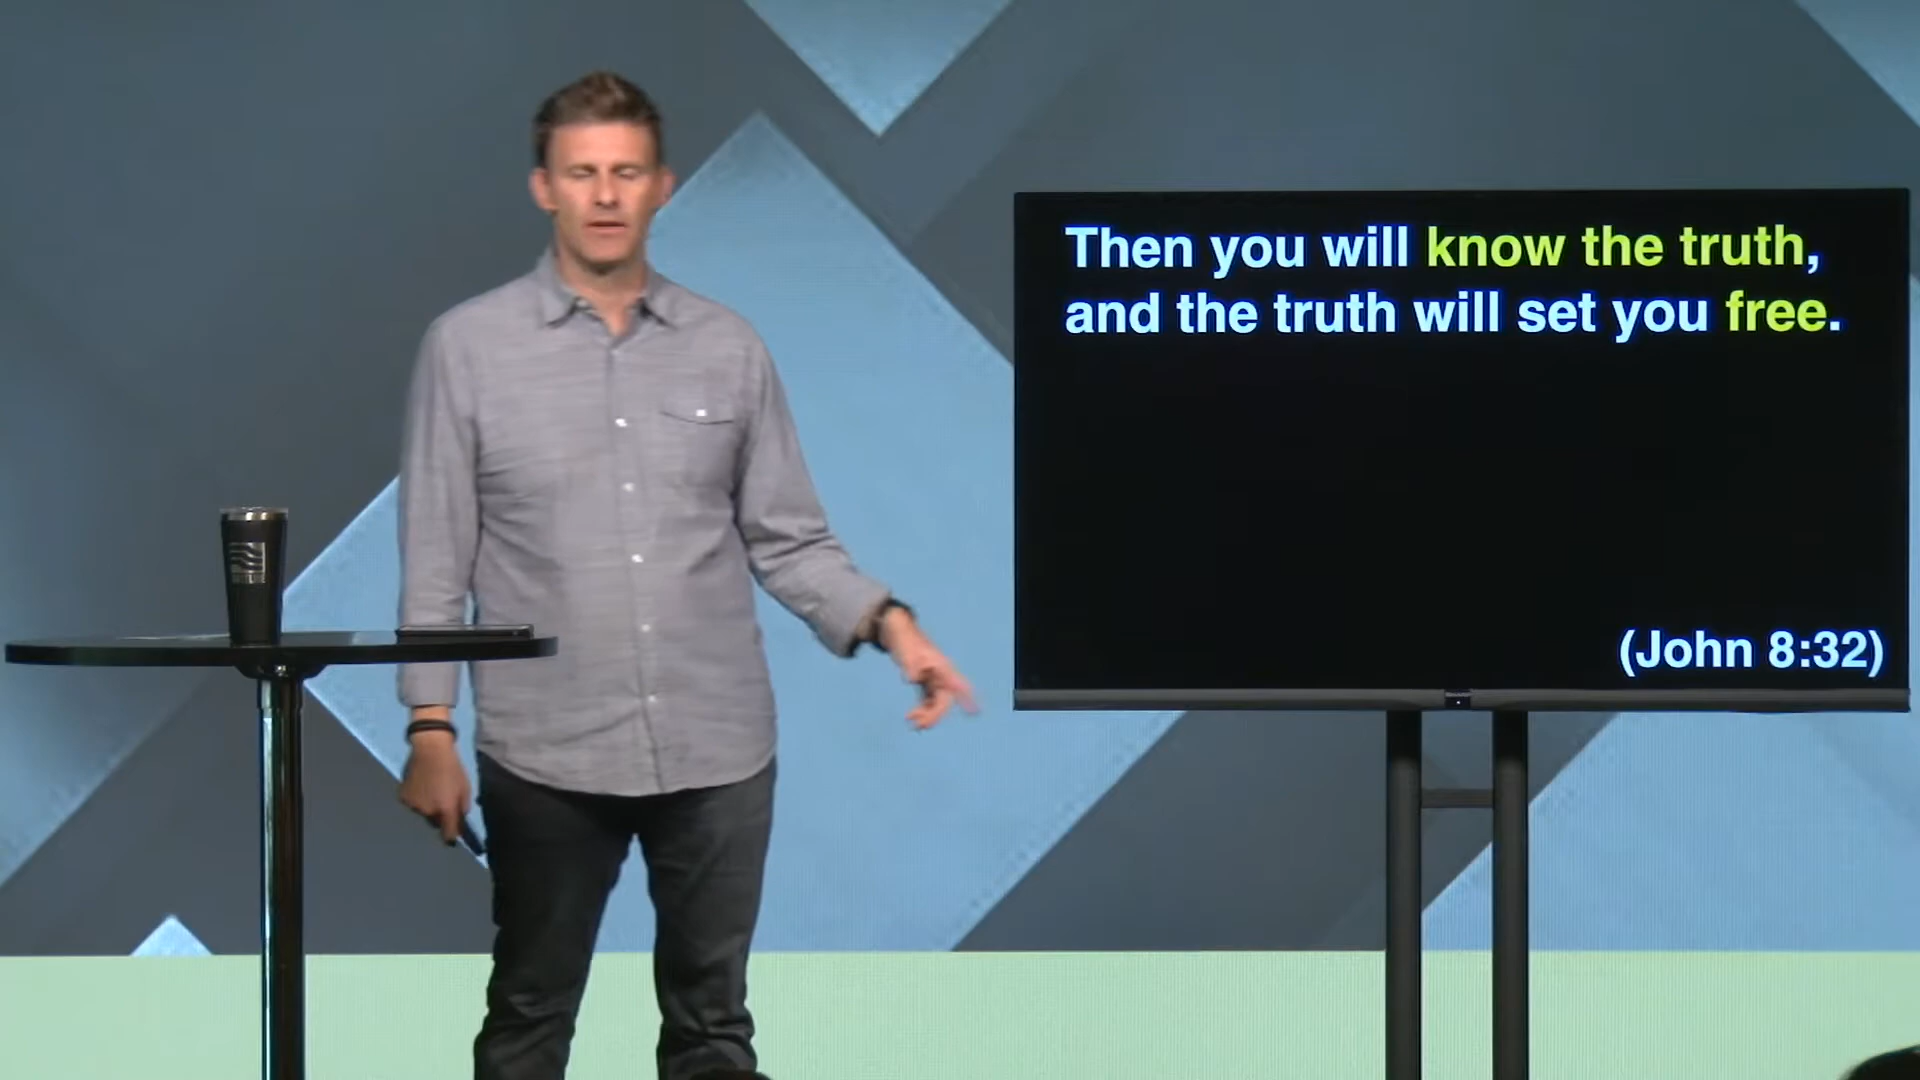 Then you will know the truth,
and the truth will set you free.
(John 8:32)